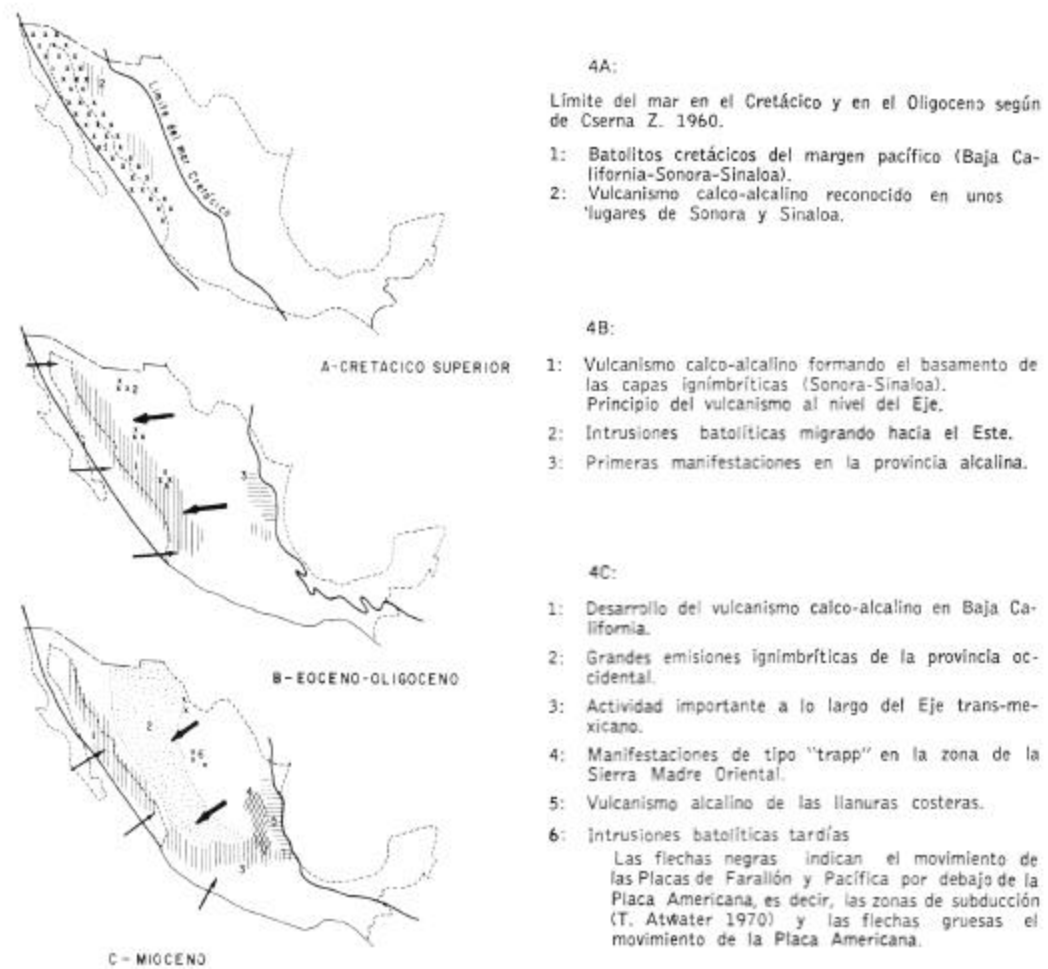 Límite del mar Cretácico
2
A-CRETACICO SUPERIOR
x2
3
B-EOCENO-OLIGOCENO
2
6
4
5
3
C-MIOCENO
4A:
Límite del mar en el Cretácico y en el Oligoceno según
de Cserna Z. 1960.
1: Batolitos cretácicos del margen pacífico (Baja Ca-
lifornia-Sonora-Sinaloa).
2: Vulcanismo calco-alcalino reconocido en unos
'lugares de Sonora y Sinaloa.
4B:
1: Vulcanismo calco-alcalino formando el basamento de
las capas ignimbríticas (Sonora-Sinaloa).
Principio del vulcanismo al nivel del Eje.
2: Intrusiones batolíticas migrando hacia el Este.
3: Primeras manifestaciones en la provincia alcalina.
4C:
1: Desarrollo del vulcanismo calco-alcalino en Baja Ca-
lifornia.
2: Grandes emisiones ignimbríticas de la provincia oc-
cidental.
3: Actividad importante a lo largo del Eje trans-me-
xicano.
4: Manifestaciones de tipo "trapp" en la zona de la
Sierra Madre Oriental.
5: Vulcanismo alcalino de las llanuras costeras.
6: Intrusiones batolíticas tardías
Las flechas negras indican el movimiento de
las Placas de Farallón y Pacífica por debajo de la
Placa Americana, es decir, las zonas de subducción
(T. Atwater 1970) y las flechas gruesas el
movimiento de la Placa Americana.